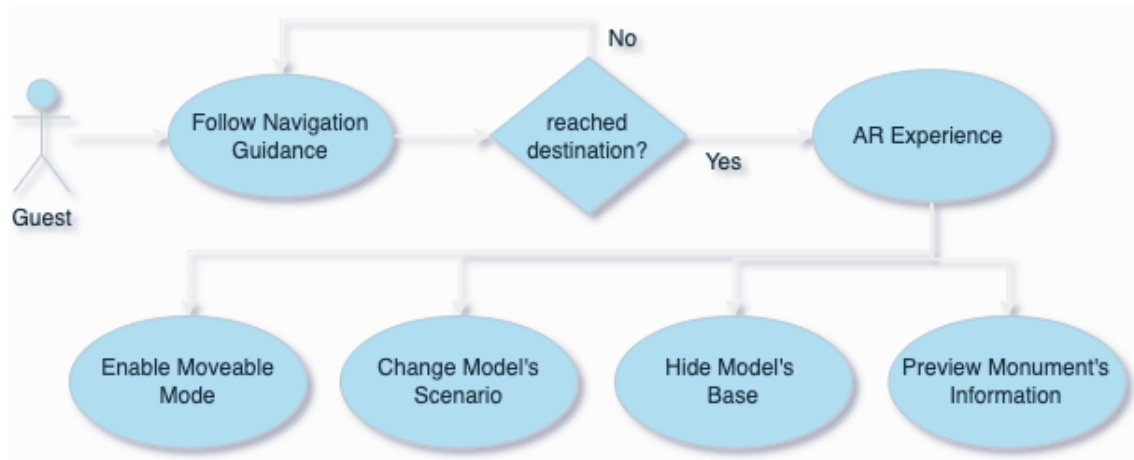 No
Follow Navigation
Guidance
reached
destination?
Yes
AR Experience
Guest
Enable Moveable
Mode
Change Model's
Scenario
Hide Model's
Base
Preview Monument's
Information